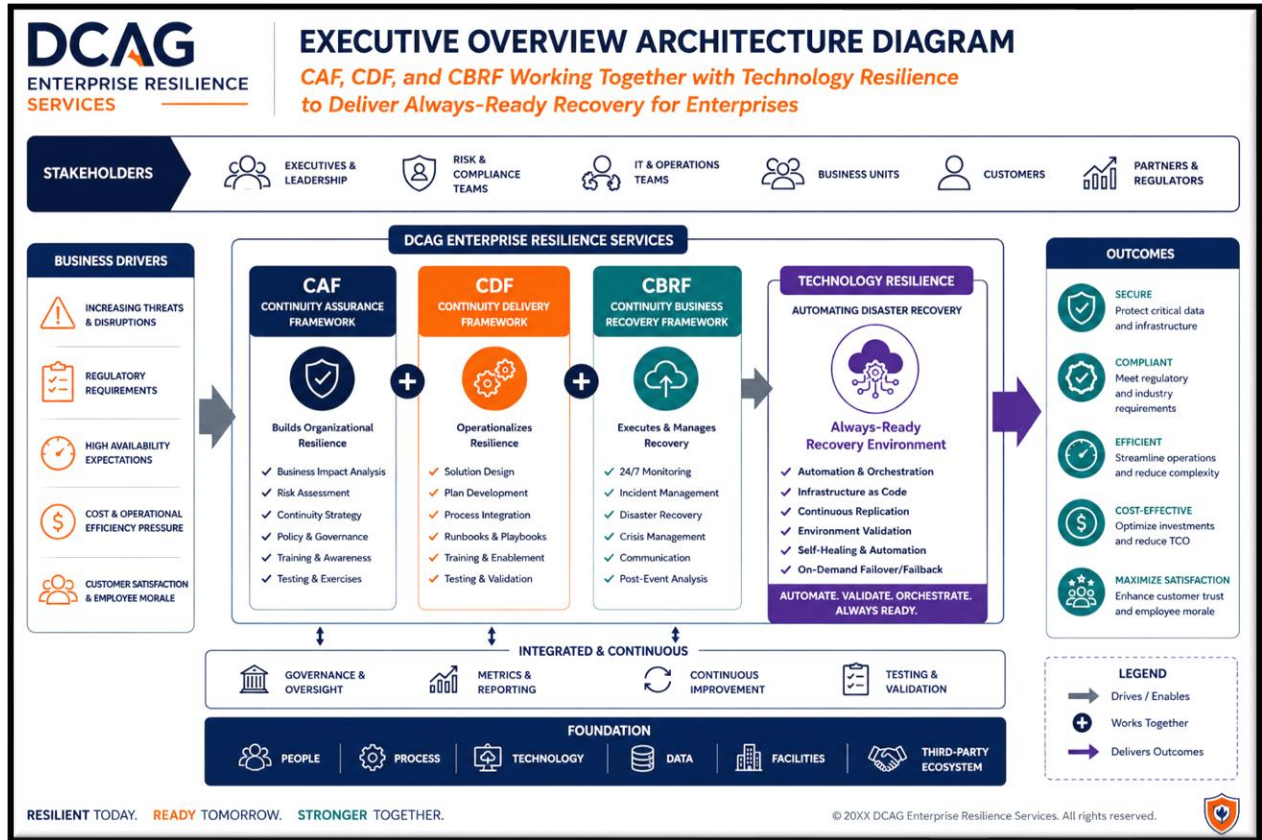 DCAG
ENTERPRISE RESILIENCE
SERVICES
EXECUTIVE OVERVIEW ARCHITECTURE DIAGRAM
CAF, CDF, and CBRF Working Together with Technology Resilience
to Deliver Always-Ready Recovery for Enterprises
STAKEHOLDERS
EXECUTIVES &
LEADERSHIP
RISK &
COMPLIANCE
TEAMS
IT & OPERATIONS
TEAMS
BUSINESS UNITS
CUSTOMERS
PARTNERS &
REGULATORS
BUSINESS DRIVERS
INCREASING THREATS
& DISRUPTIONS
REGULATORY
REQUIREMENTS
HIGH AVAILABILITY
EXPECTATIONS
COST & OPERATIONAL
EFFICIENCY PRESSURE
CUSTOMER SATISFACTION
& EMPLOYEE MORALE
DCAG ENTERPRISE RESILIENCE SERVICES
CAF
CONTINUITY ASSURANCE
FRAMEWORK
Builds Organizational
Resilience
Business Impact Analysis
Risk Assessment
Continuity Strategy
Policy & Governance
Training & Awareness
Testing & Exercises
CDF
CONTINUITY DELIVERY
FRAMEWORK
Operationalizes
Resilience
Solution Design
Plan Development
Process Integration
Runbooks & Playbooks
Training & Enablement
Testing & Validation
CBRF
CONTINUITY BUSINESS
RECOVERY FRAMEWORK
Executes & Manages
Recovery
24/7 Monitoring
Incident Management
Disaster Recovery
Crisis Management
Communication
Post-Event Analysis
TECHNOLOGY RESILIENCE
AUTOMATING DISASTER RECOVERY
Always-Ready
Recovery Environment
Automation & Orchestration
Infrastructure as Code
Continuous Replication
Environment Validation
Self-Healing & Automation
On-Demand Failover/Failback
AUTOMATE. VALIDATE. ORCHESTRATE.
ALWAYS READY.
OUTCOMES
SECURE
Protect critical data
and infrastructure
COMPLIANT
Meet regulatory
and industry
requirements
EFFICIENT
Streamline operations
and reduce complexity
COST-EFFECTIVE
Optimize investments
and reduce TCO
MAXIMIZE SATISFACTION
Enhance customer trust
and employee morale
INTEGRATED & CONTINUOUS
GOVERNANCE &
OVERSIGHT
METRICS &
REPORTING
CONTINUOUS
IMPROVEMENT
TESTING &
VALIDATION
FOUNDATION
PEOPLE
PROCESS
TECHNOLOGY
DATA
FACILITIES
THIRD-PARTY
ECOSYSTEM
LEGEND
Drives / Enables
Works Together
Delivers Outcomes
RESILIENT TODAY. READY TOMORROW. STRONGER TOGETHER.
© 20XX DCAG Enterprise Resilience Services. All rights reserved.